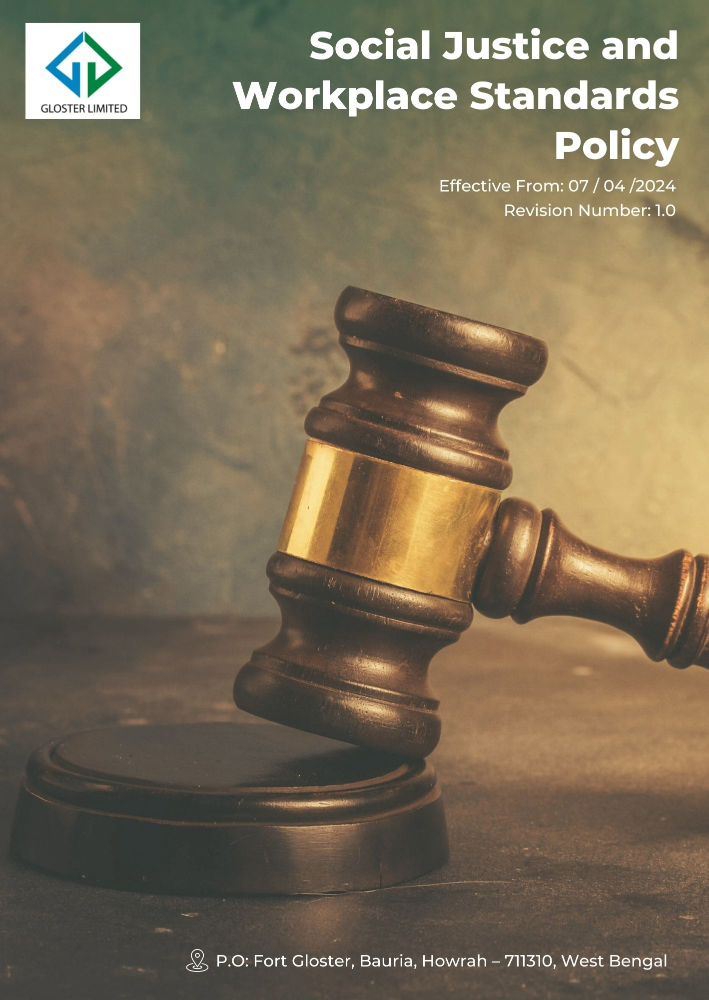 GLOSTER LIMITED
Social Justice and
Workplace Standards
Policy
Effective From: 07 / 04 /2024
Revision Number: 1.0
P.O: Fort Gloster, Bauria, Howrah – 711310, West Bengal